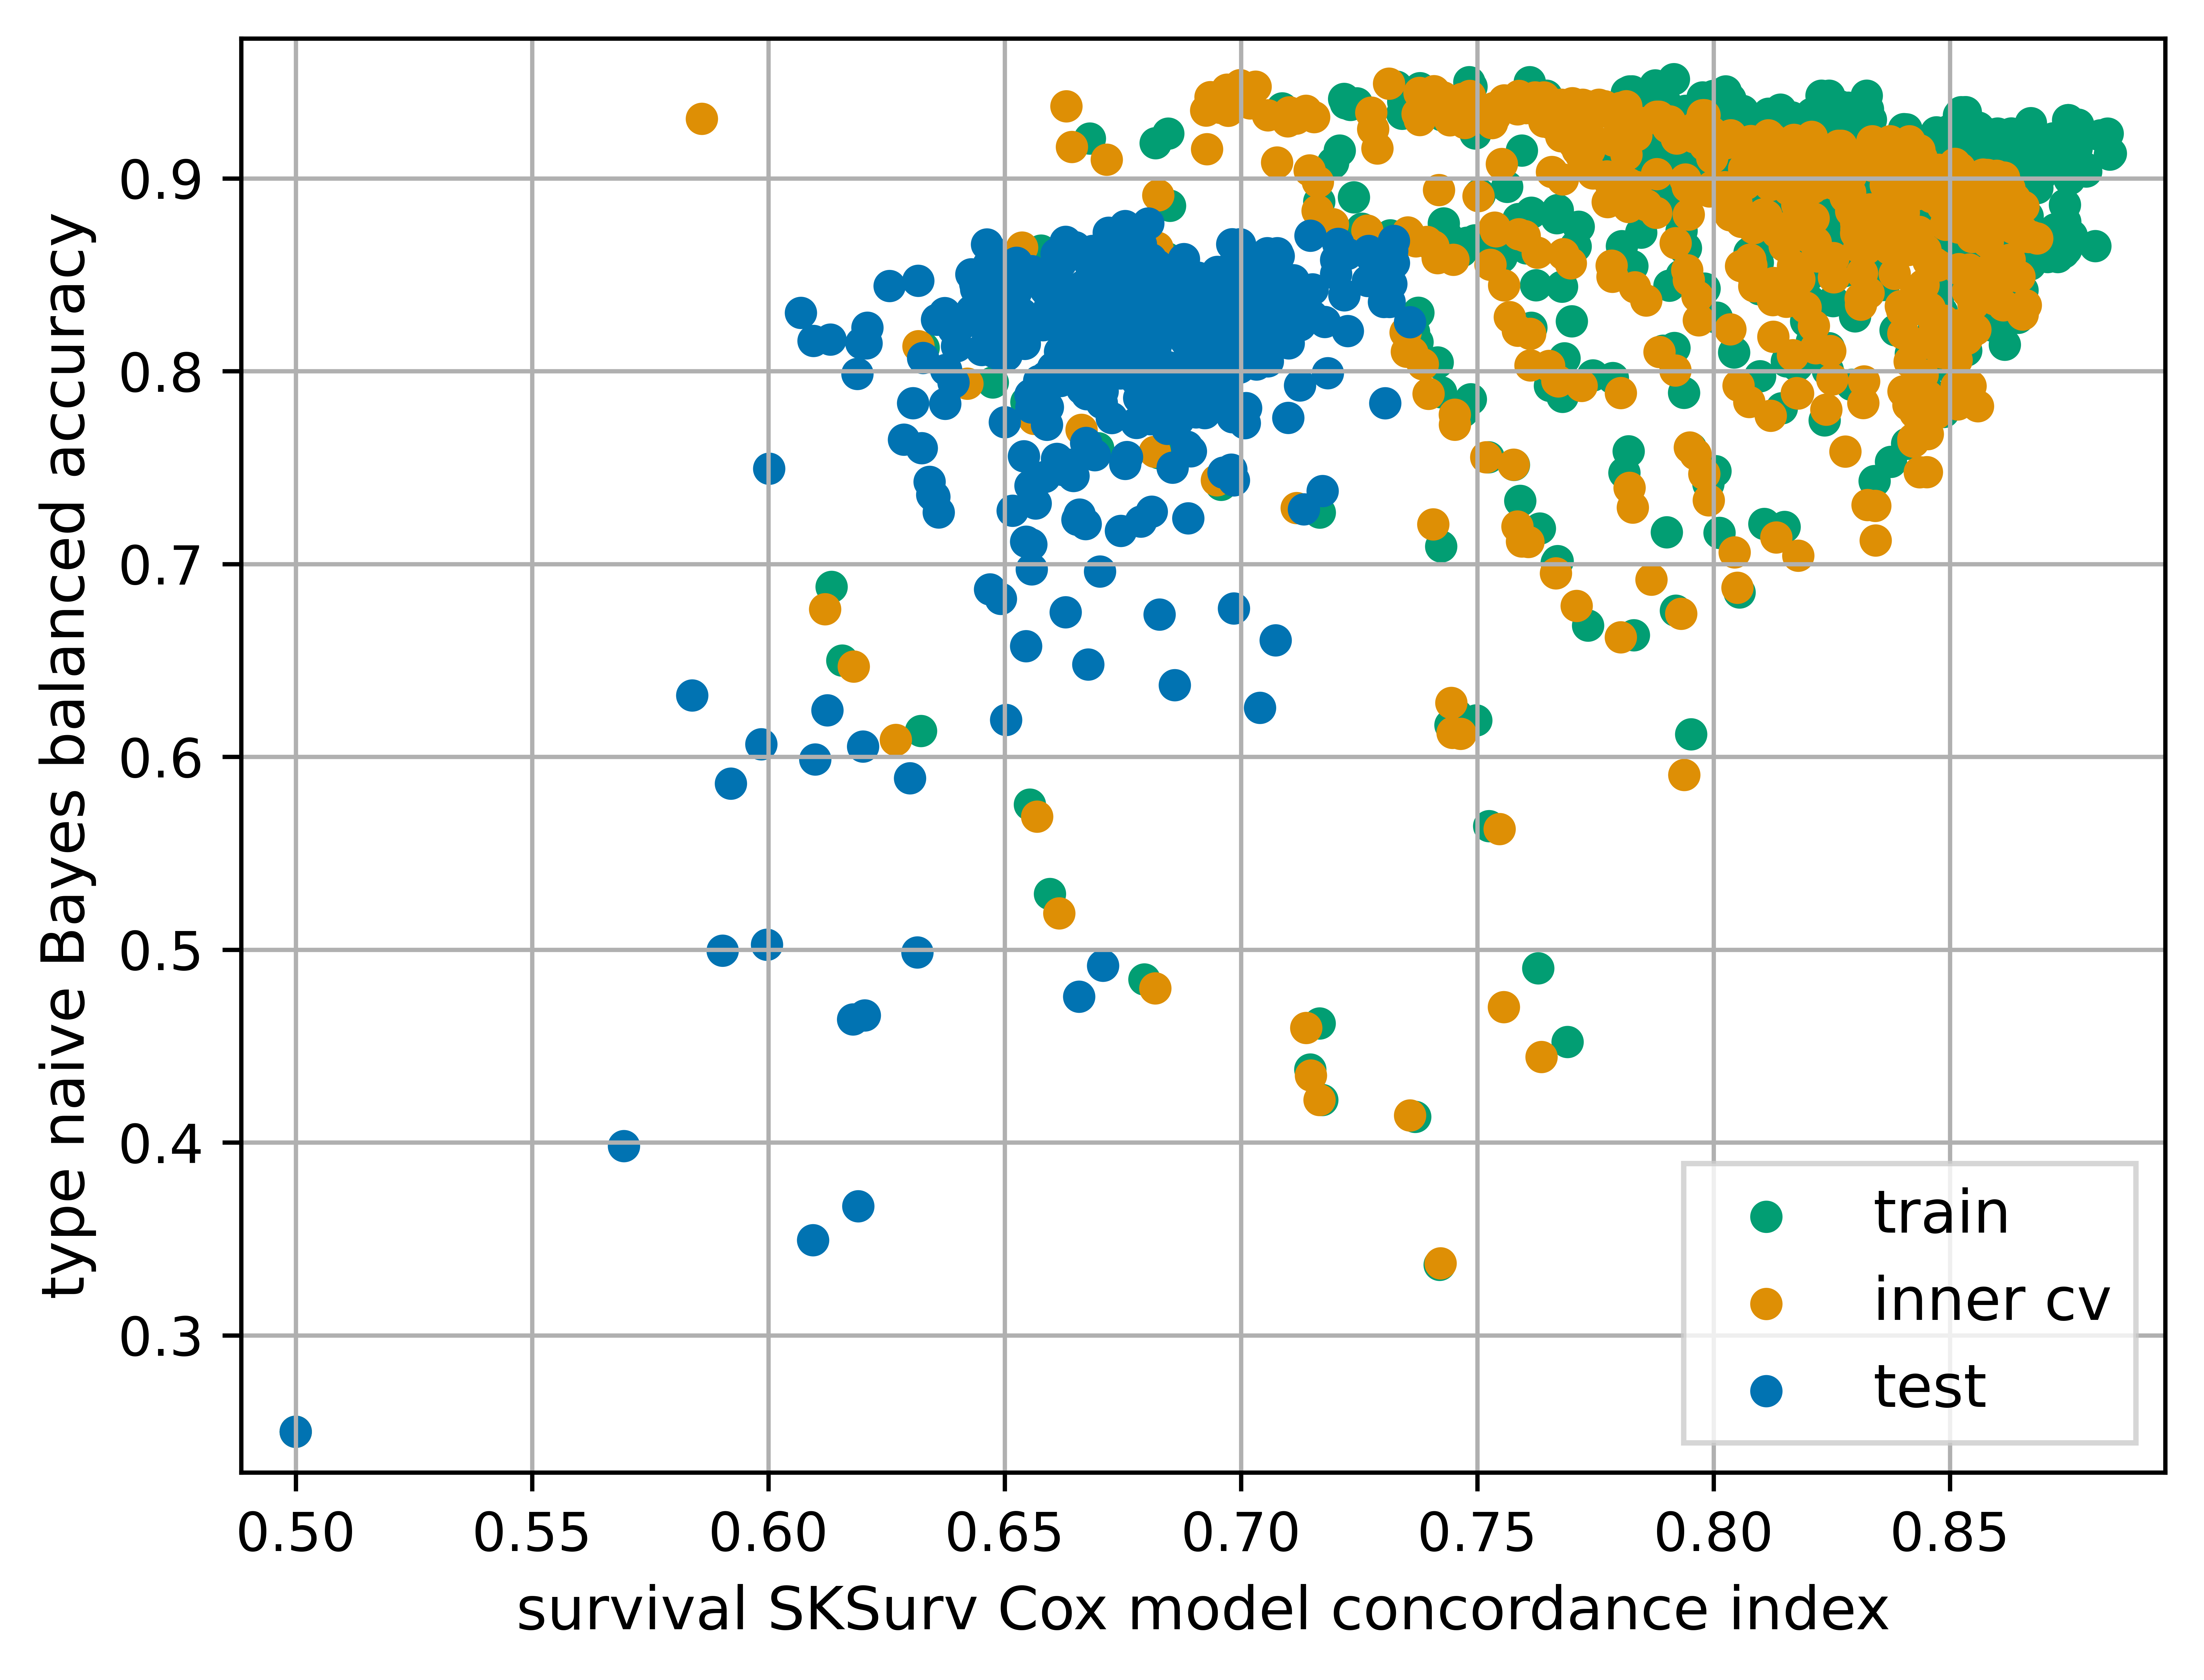 type naive Bayes balanced accuracy
0.9
0.8
0.7
0.6
0.5
0.4
0.3
0.50 0.55 0.60 0.65 0.70 0.75 0.80 0.85
survival SKSurv Cox model concordance index
train
inner cv
test